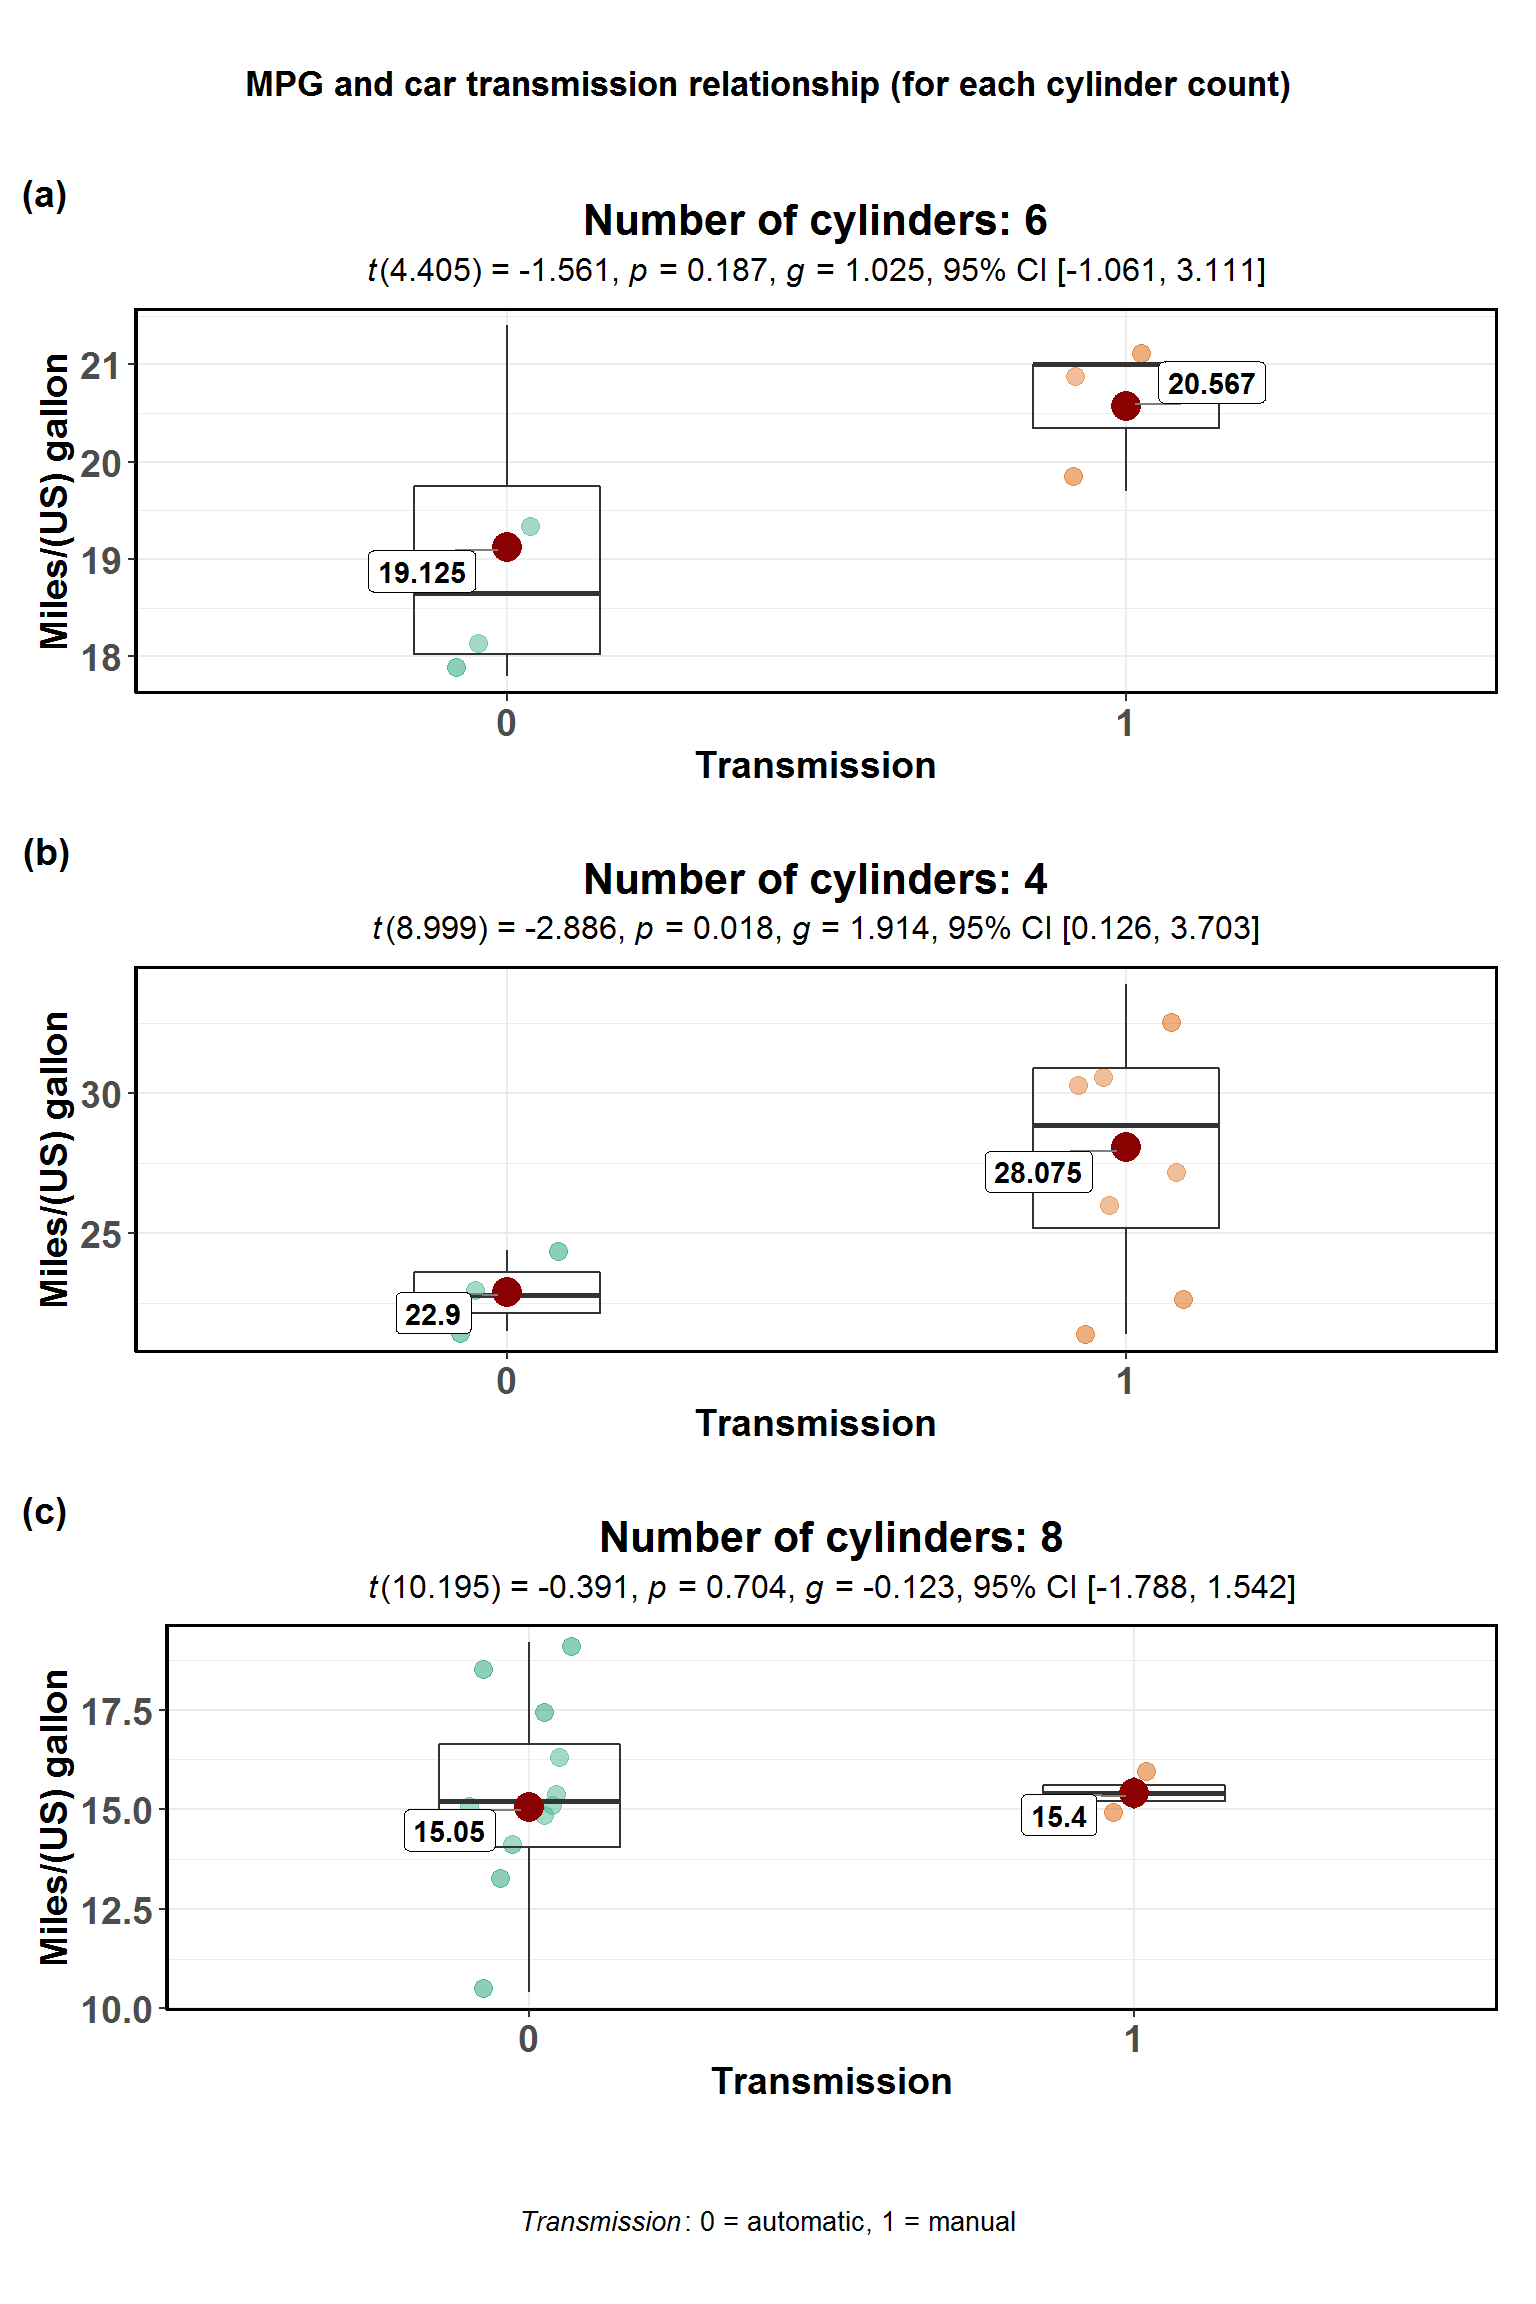 MPG and car transmission relationship (for each cylinder count)
(a)
Number of cylinders: 6
t(4.405) = -1.561, p = 0.187, g = 1.025, 95% CI [-1.061, 3.111]
Miles/(US) gallon
21
20
19
18
20.567
19.125
0 1
Transmission
(b)
Number of cylinders: 4
t(8.999) = -2.886, p = 0.018, g = 1.914, 95% CI [0.126, 3.703]
Miles/(US) gallon
30
25
28.075
22.9
0 1
Transmission
(c)
Number of cylinders: 8
t(10.195) = -0.391, p = 0.704, g = -0.123, 95% CI [-1.788, 1.542]
Miles/(US) gallon
17.5
15.0
12.5
10.0
15.05
15.4
0 1
Transmission
Transmission: 0 = automatic, 1 = manual